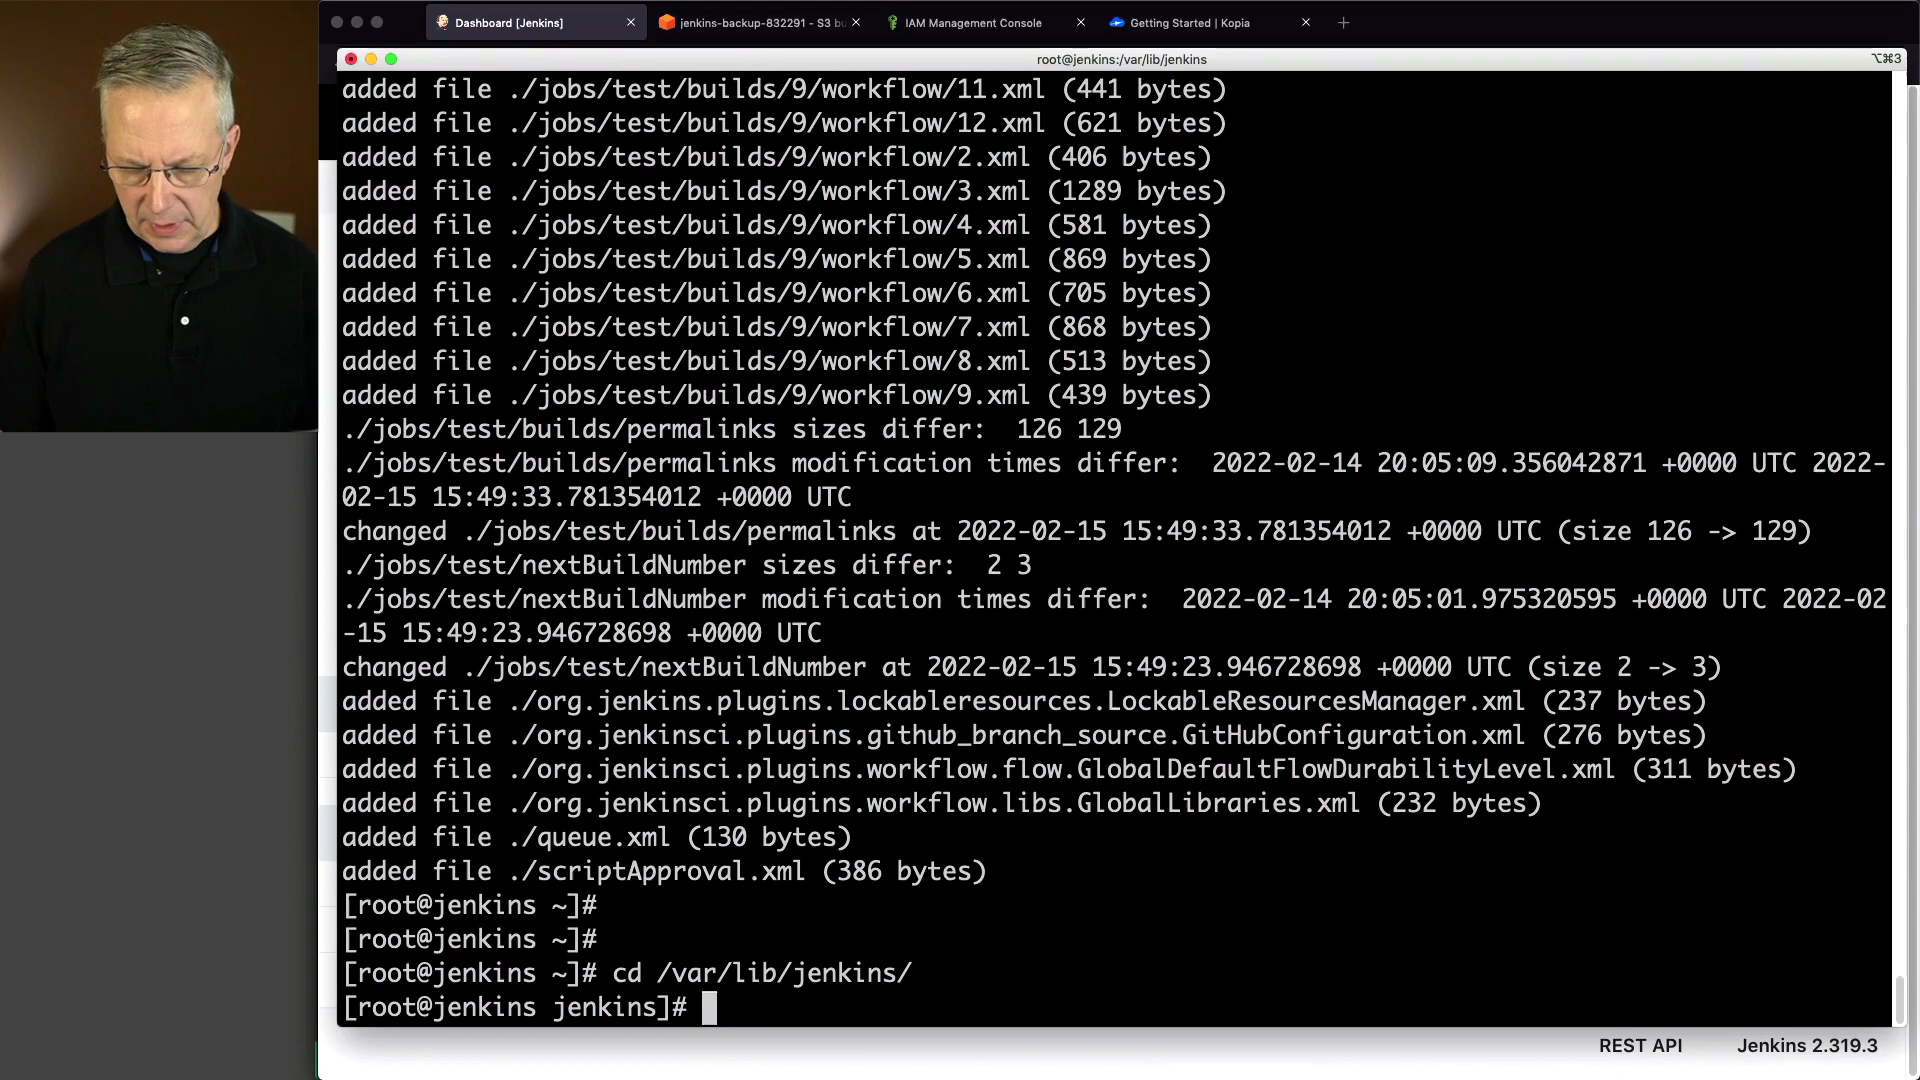 Dashboard [Jenkins]
jenkins-backup-832291 - S3 bu
IAM Management Console
Getting Started | Kopia
root@jenkins:/var/lib/jenkins
⌥⌘3
added file ./jobs/test/builds/9/workflow/11.xml (441 bytes)
added file ./jobs/test/builds/9/workflow/12.xml (621 bytes)
added file ./jobs/test/builds/9/workflow/2.xml (406 bytes)
added file ./jobs/test/builds/9/workflow/3.xml (1289 bytes)
added file ./jobs/test/builds/9/workflow/4.xml (581 bytes)
added file ./jobs/test/builds/9/workflow/5.xml (869 bytes)
added file ./jobs/test/builds/9/workflow/6.xml (705 bytes)
added file ./jobs/test/builds/9/workflow/7.xml (868 bytes)
added file ./jobs/test/builds/9/workflow/8.xml (513 bytes)
added file ./jobs/test/builds/9/workflow/9.xml (439 bytes)
./jobs/test/builds/permalinks sizes differ:  126 129
./jobs/test/builds/permalinks modification times differ:  2022-02-14 20:05:09.356042871 +0000 UTC 2022-
02-15 15:49:33.781354012 +0000 UTC
changed ./jobs/test/builds/permalinks at 2022-02-15 15:49:33.781354012 +0000 UTC (size 126 -> 129)
./jobs/test/nextBuildNumber sizes differ:  2 3
./jobs/test/nextBuildNumber modification times differ:  2022-02-14 20:05:01.975320595 +0000 UTC 2022-02
-15 15:49:23.946728698 +0000 UTC
changed ./jobs/test/nextBuildNumber at 2022-02-15 15:49:23.946728698 +0000 UTC (size 2 -> 3)
added file ./org.jenkins.plugins.lockableresources.LockableResourcesManager.xml (237 bytes)
added file ./org.jenkinsci.plugins.github_branch_source.GitHubConfiguration.xml (276 bytes)
added file ./org.jenkinsci.plugins.workflow.flow.GlobalDefaultFlowDurabilityLevel.xml (311 bytes)
added file ./org.jenkinsci.plugins.workflow.libs.GlobalLibraries.xml (232 bytes)
added file ./queue.xml (130 bytes)
added file ./scriptApproval.xml (386 bytes)
[root@jenkins ~]#
[root@jenkins ~]#
[root@jenkins ~]# cd /var/lib/jenkins/
[root@jenkins jenkins]#
REST API
Jenkins 2.319.3